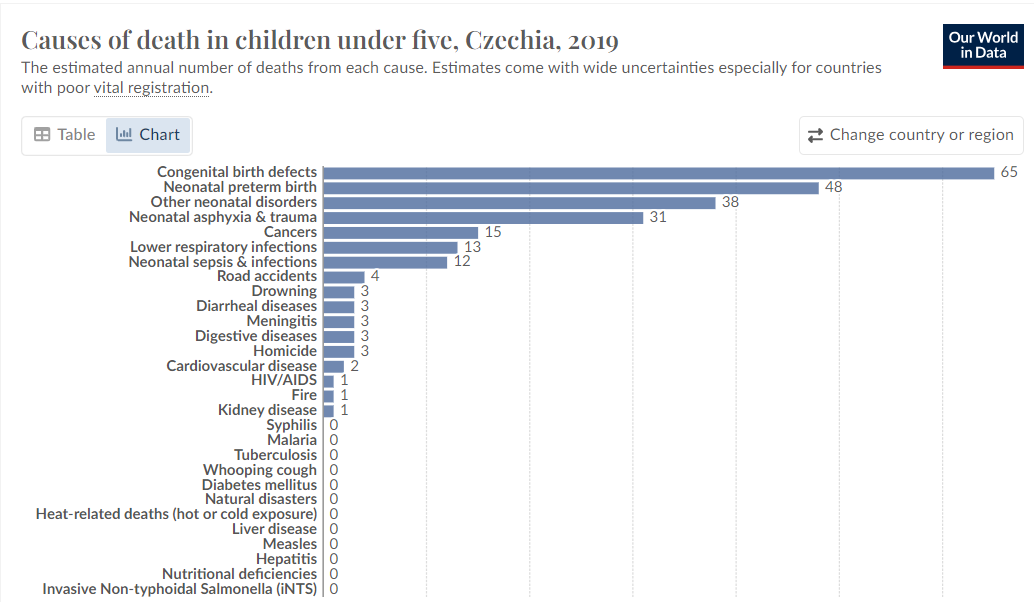 Causes of death in children under five, Czechia, 2019
The estimated annual number of deaths from each cause. Estimates come with wide uncertainties especially for countries
with poor vital registration.
Our World
in Data
Table
Chart
Change country or region
Congenital birth defects 65
Neonatal preterm birth 48
Other neonatal disorders 38
Neonatal asphyxia & trauma 31
Cancers 15
Lower respiratory infections 13
Neonatal sepsis & infections 12
Road accidents 4
Drowning 3
Diarrheal diseases 3
Meningitis 3
Digestive diseases 3
Homicide 3
Cardiovascular disease 2
HIV/AIDS 1
Fire 1
Kidney disease 1
Syphilis 0
Malaria 0
Tuberculosis 0
Whooping cough 0
Diabetes mellitus 0
Natural disasters 0
Heat-related deaths (hot or cold exposure) 0
Liver disease 0
Measles 0
Hepatitis 0
Nutritional deficiencies 0
Invasive Non-typhoidal Salmonella (iNTS) 0